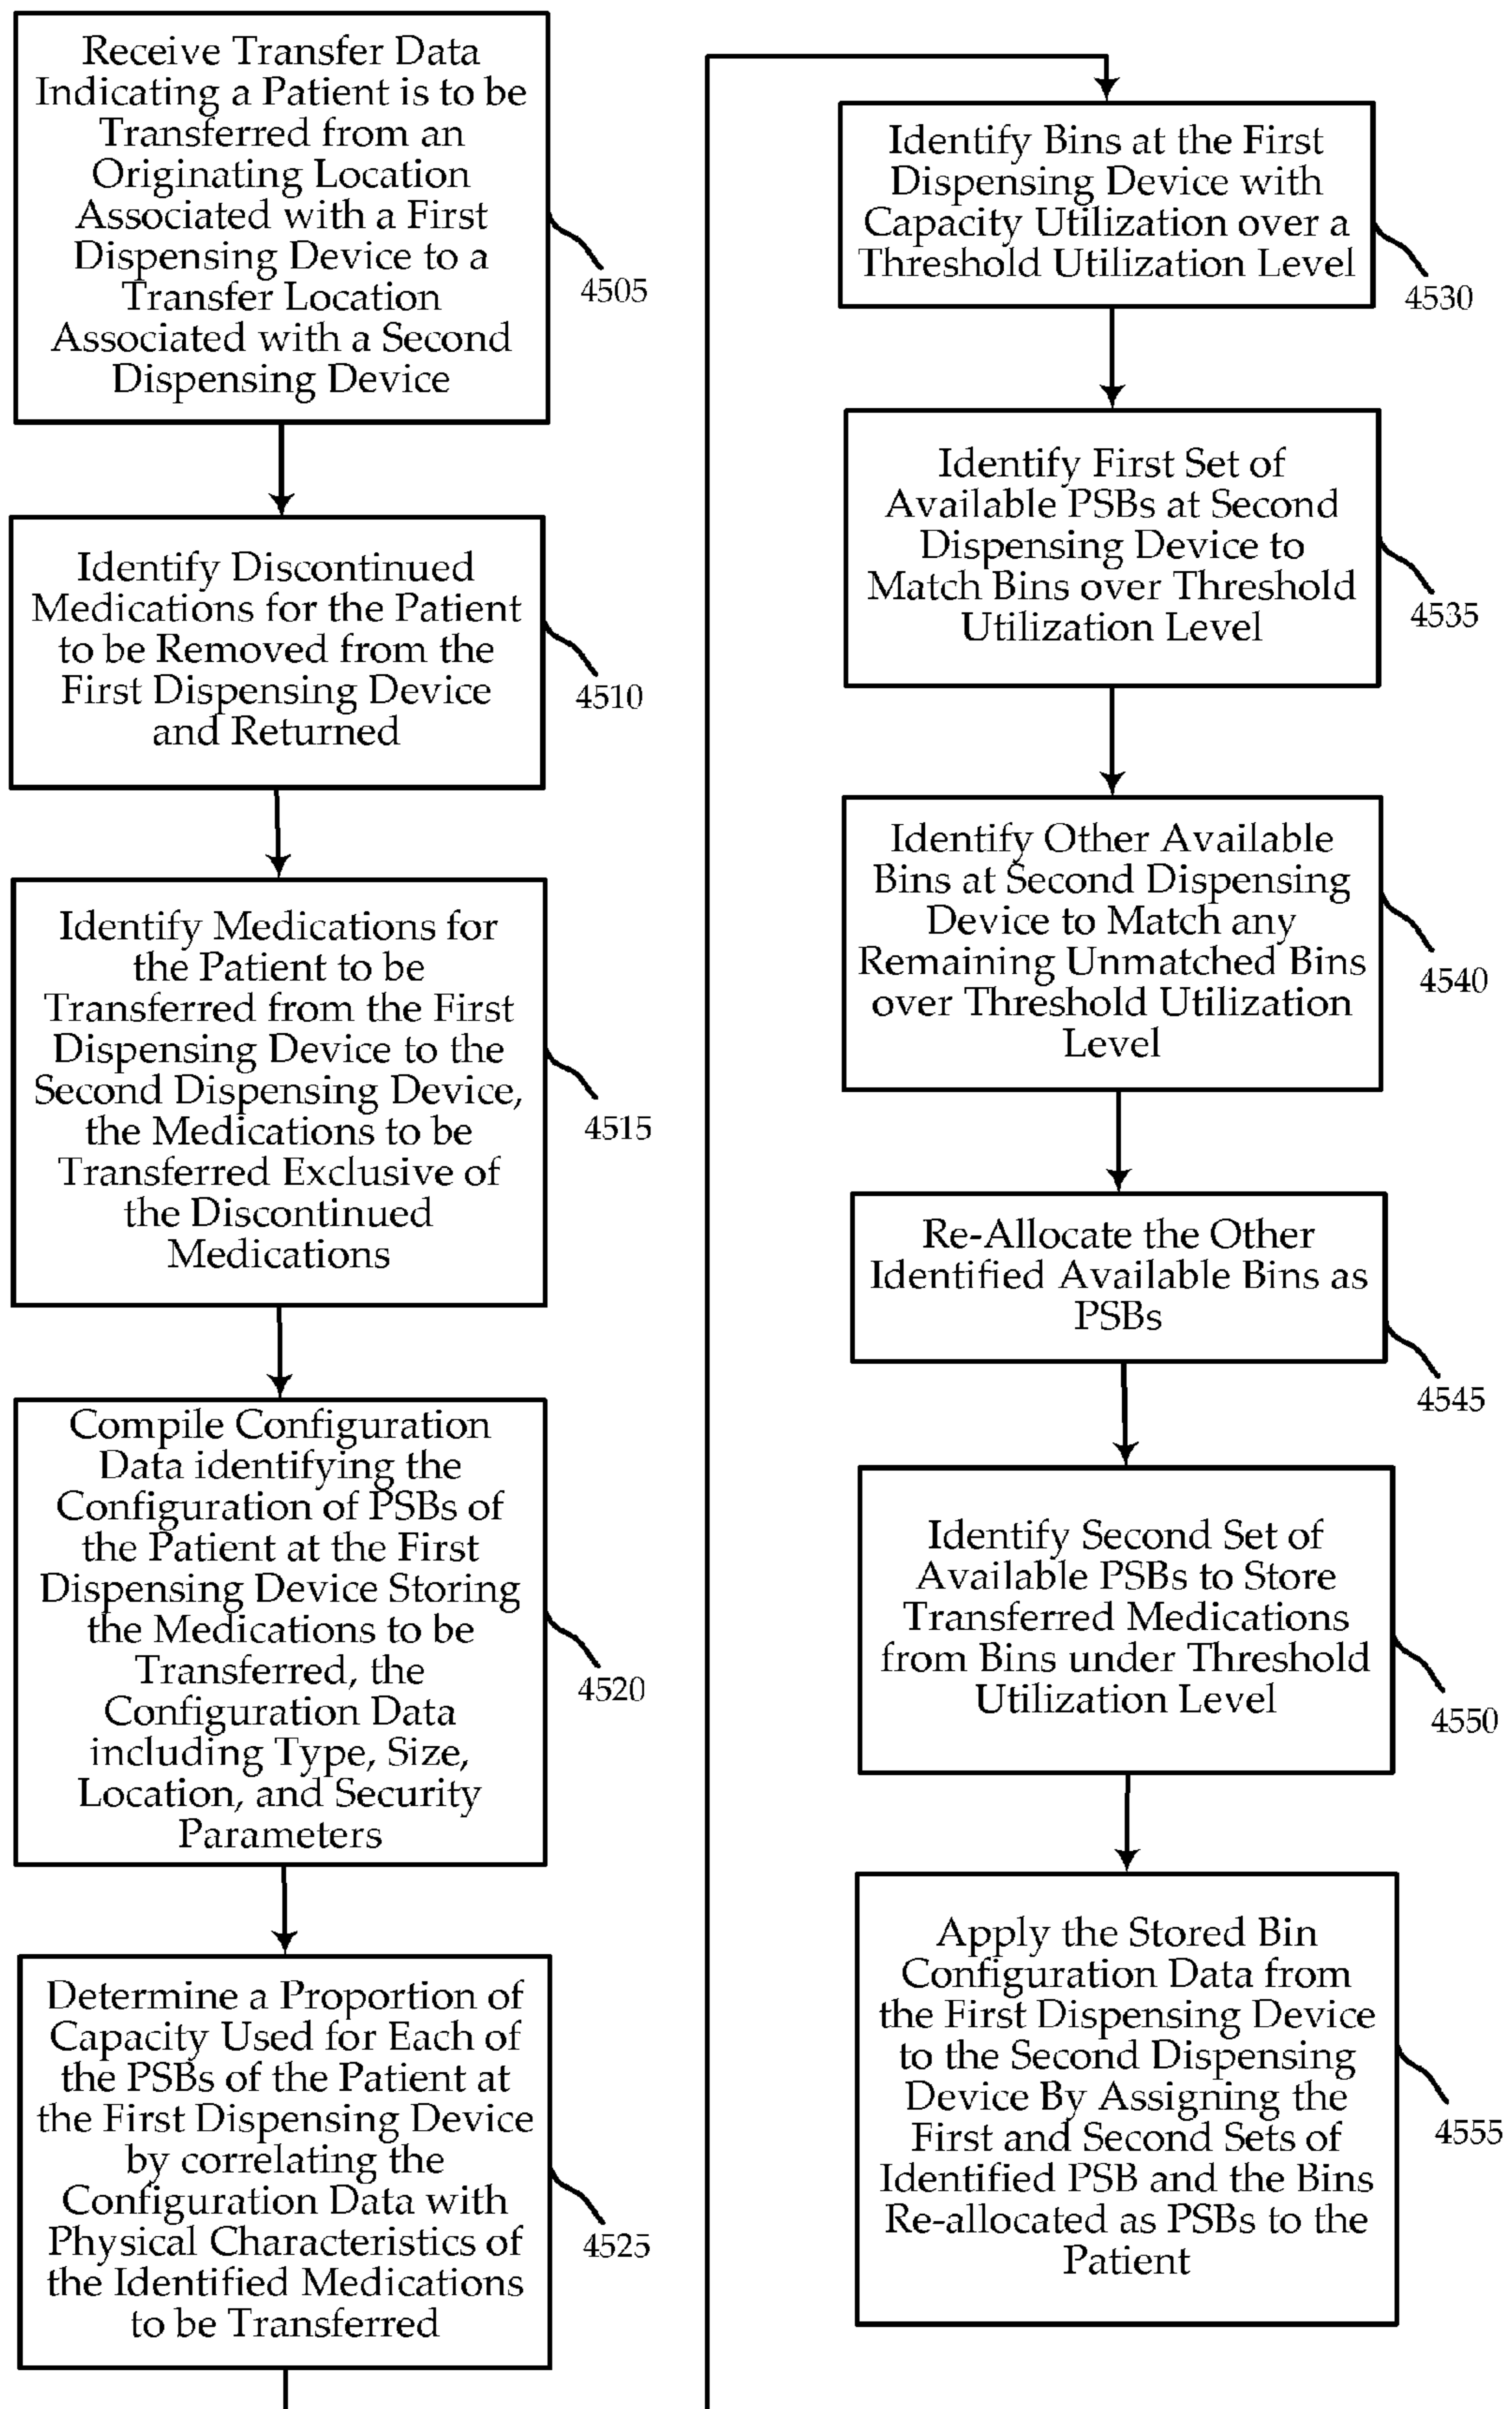 Receive Transfer Data
Indicating a Patient is to be
Transferred from an
Originating Location
Associated with a First
Dispensing Device to a
Transfer Location
Associated with a Second
Dispensing Device
4505
Identify Discontinued
Medications for the Patient
to be Removed from the
First Dispensing Device
and Returned
4510
Identify Medications for
the Patient to be
Transferred from the First
Dispensing Device to the
Second Dispensing Device,
the Medications to be
Transferred Exclusive of
the Discontinued
Medications
4515
Compile Configuration
Data identifying the
Configuration of PSBs of
the Patient at the First
Dispensing Device Storing
the Medications to be
Transferred, the
Configuration Data
including Type, Size,
Location, and Security
Parameters
4520
Determine a Proportion of
Capacity Used for Each of
the PSBs of the Patient at
the First Dispensing Device
by correlating the
Configuration Data with
Physical Characteristics of
the Identified Medications
to be Transferred
4525
Identify Bins at the First
Dispensing Device with
Capacity Utilization over a
Threshold Utilization Level
4530
Identify First Set of
Available PSBs at Second
Dispensing Device to
Match Bins over Threshold
Utilization Level
4535
Identify Other Available
Bins at Second Dispensing
Device to Match any
Remaining Unmatched Bins
over Threshold Utilization
Level
4540
Re-Allocate the Other
Identified Available Bins as
PSBs
4545
Identify Second Set of
Available PSBs to Store
Transferred Medications
from Bins under Threshold
Utilization Level
4550
Apply the Stored Bin
Configuration Data from
the First Dispensing Device
to the Second Dispensing
Device By Assigning the
First and Second Sets of
Identified PSB and the Bins
Re-allocated as PSBs to the
Patient
4555